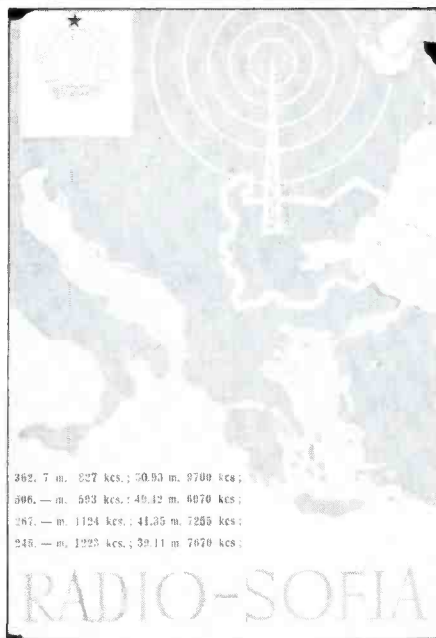 362. 7 m. 827 kcs. ; 30.93 m. 9700 kcs ;
506. — m. 593 kcs. ; 49.42 m. 6070 kcs ;
267. — m. 1124 kcs. ; 41.35 m. 7255 kcs ;
245. — m. 1223 kcs. ; 39.11 m. 7670 kcs ;
RADIO-SOFIA